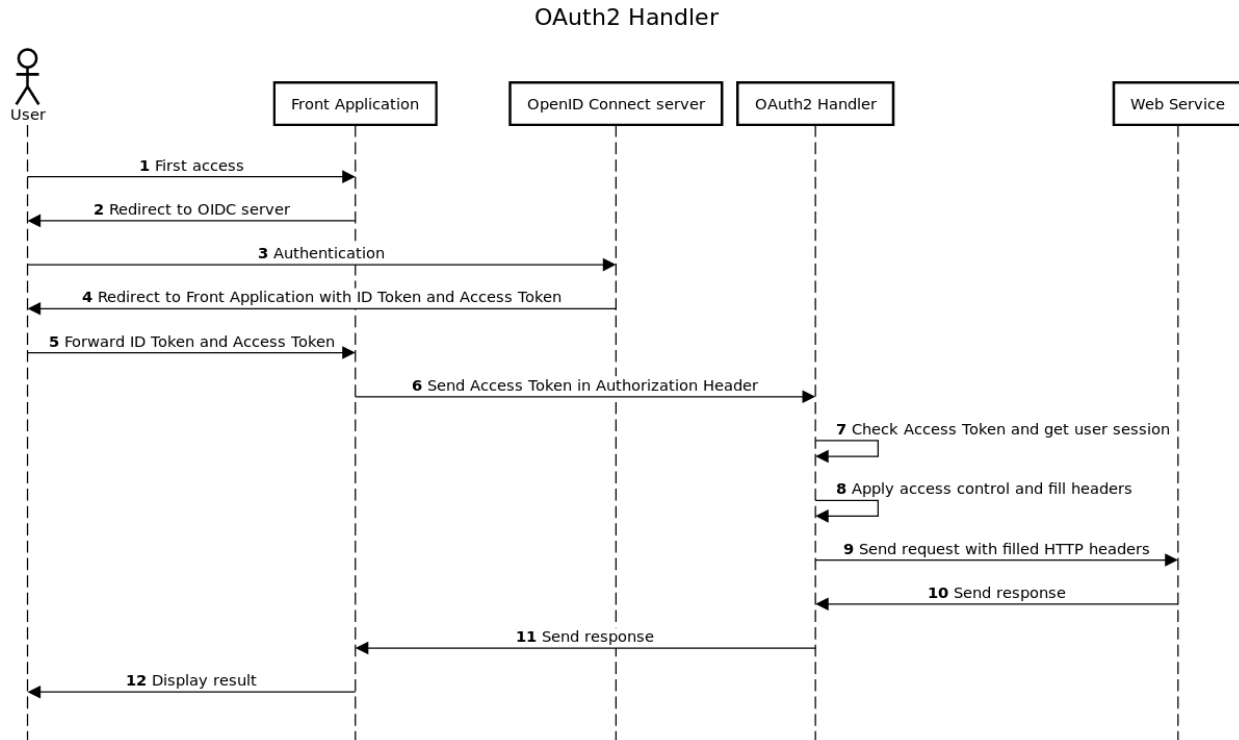 OAuth2 Handler
User
Front Application
OpenID Connect server
OAuth2 Handler
Web Service
1 First access
2 Redirect to OIDC server
3 Authentication
4 Redirect to Front Application with ID Token and Access Token
5 Forward ID Token and Access Token
6 Send Access Token in Authorization Header
7 Check Access Token and get user session
8 Apply access control and fill headers
9 Send request with filled HTTP headers
10 Send response
11 Send response
12 Display result